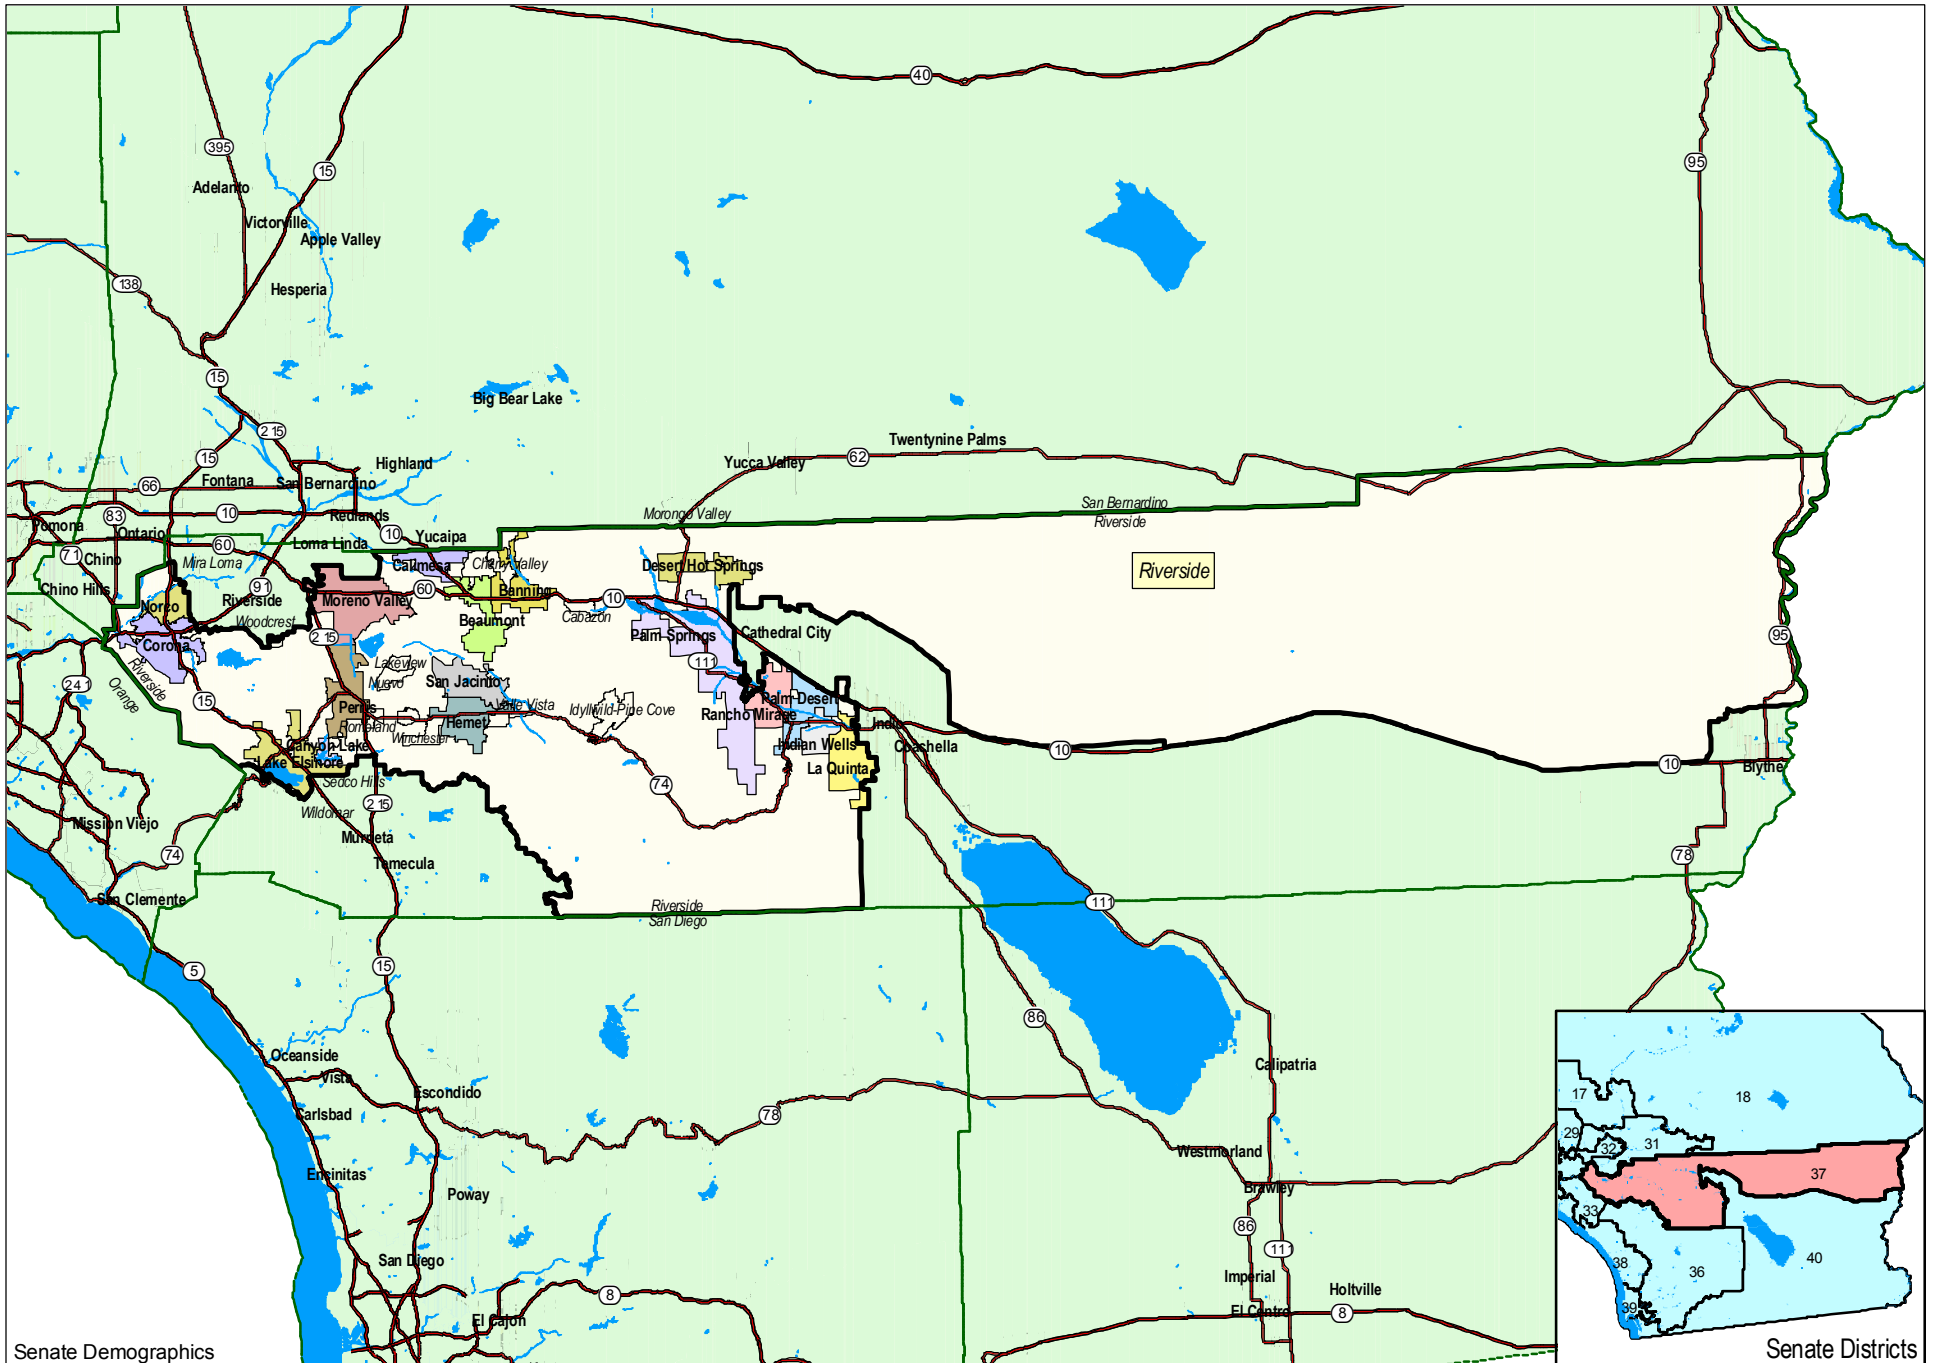 40
395
15
95
Adelanto
Victorville
Apple Valley
138
Hesperia
15
Big Bear Lake
2 15
15
Highland
Twentynine Palms
Yucca Valley
62
66
Fontana
San Bernardino
83
10
Redlands
Morongo Valley
San Bernardino
Riverside
Pomona
Ontario
10
Yucaipa
71
Chino
60
Loma Linda
Mira Loma
Calimesa
Cherry Valley
Desert Hot Springs
Riverside
Chino Hills
91
Norco
Riverside
Moreno Valley
60
Banning
10
Woodcrest
Beaumont
Cabazon
Palm Springs
Cathedral City
95
Corona
2 15
111
Lakeview
Nuevo
San Jacinto
Riverside
Orange
241
15
Perris
Valle Vista
Idyllwild-Pine Cove
Palm Desert
Rancho Mirage
Hemet
Romoland
Winchester
Indio
Coachella
Canyon Lake
Indian Wells
10
Lake Elsinore
La Quinta
10
Blythe
Sedco Hills
74
2 15
Wildomar
Mission Viejo
Murrieta
74
Temecula
78
San Clemente
Riverside
San Diego
111
5
15
86
Oceanside
Vista
Calipatria
Escondido
Carlsbad
78
Westmorland
Encinitas
Poway
Brawley
86
111
San Diego
Imperial
8
Holtville
El Centro
8
El Cajon
17
18
29
32
31
37
33
38
36
40
39
Senate Demographics
Senate Districts